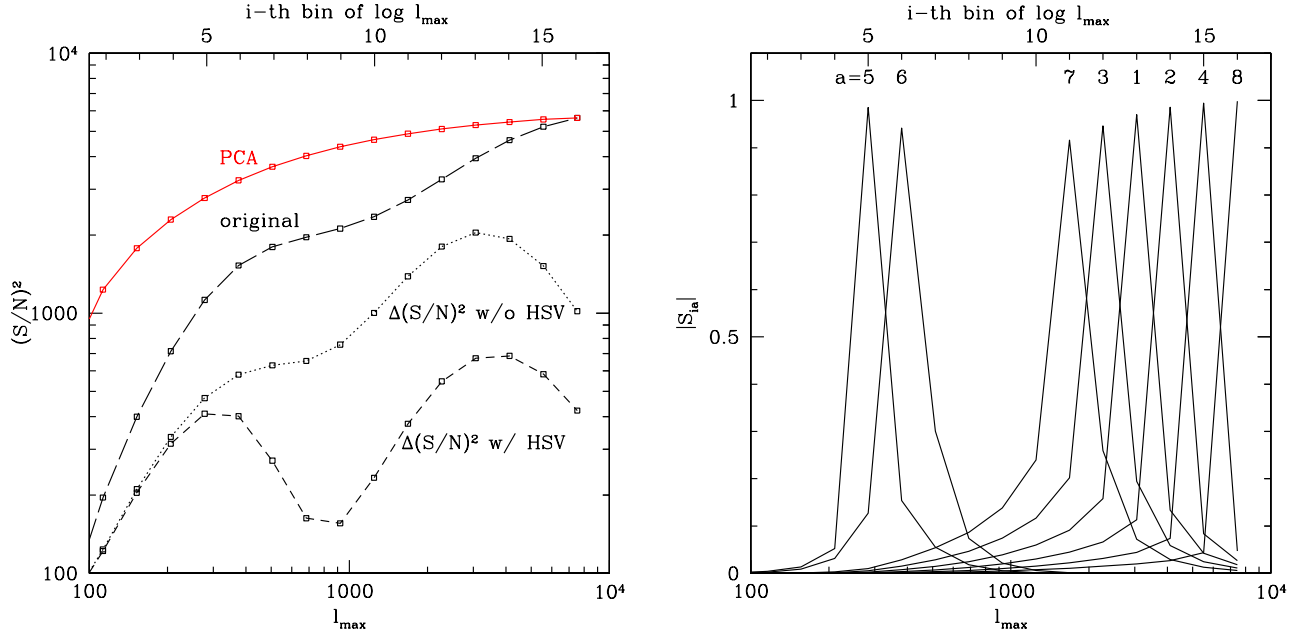 i−th bin of log l_max
5 10 15
10⁴
PCA
original
1000
(S/N)²
Δ(S/N)² w/o HSV
Δ(S/N)² w/ HSV
100
100 1000 10⁴
l_max
i−th bin of log l_max
5 10 15
a=5 6 7 3 1 2 4 8
1
|S_ia|
0.5
0
100 1000 10⁴
l_max